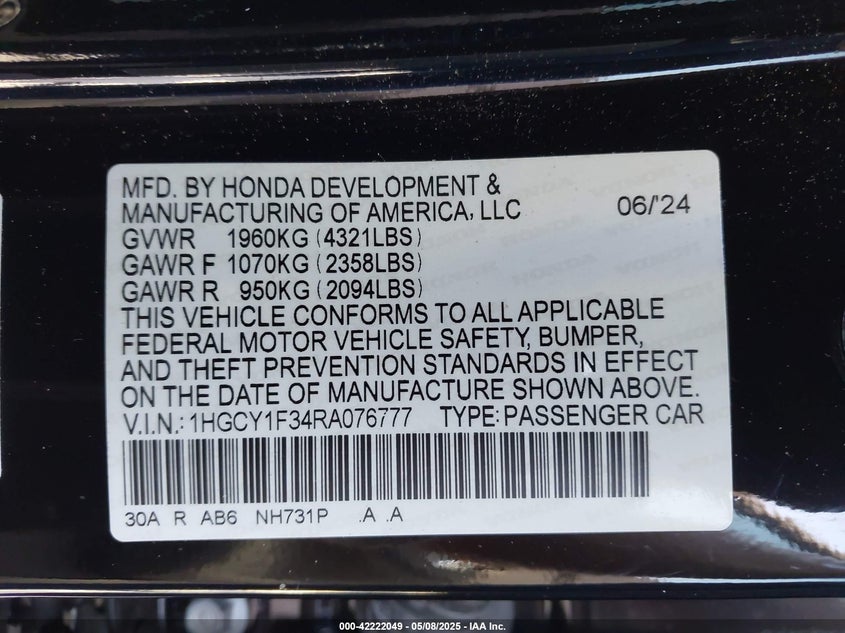 MFD. BY HONDA DEVELOPMENT &
MANUFACTURING OF AMERICA, LLC 06/'24
GVWR 1960KG (4321LBS)
GAWR F 1070KG (2358LBS)
GAWR R 950KG (2094LBS)
THIS VEHICLE CONFORMS TO ALL APPLICABLE
FEDERAL MOTOR VEHICLE SAFETY, BUMPER,
AND THEFT PREVENTION STANDARDS IN EFFECT
ON THE DATE OF MANUFACTURE SHOWN ABOVE.
V.I.N.: 1HGCY1F34RA076777 TYPE: PASSENGER CAR
30A R AB6 NH731P .A .A
000-42222049 - 05/08/2025 - IAA Inc.